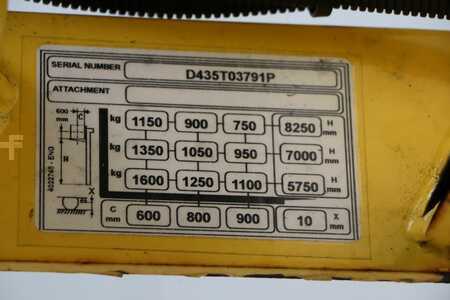 SERIAL NUMBER D435T03791P
ATTACHMENT
600 mm C kg 1150 900 750 8250 H mm
kg 1350 1050 950 7000 H mm
H kg 1600 1250 1100 5750 H mm
X
C mm 600 800 900 10 X mm